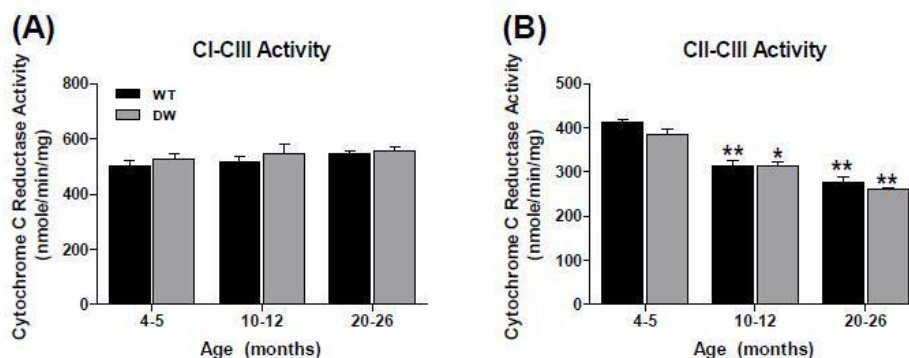 (A)
CI-CIII Activity
Cytochrome C Reductase Activity
(nmole/min/mg)
800
600
400
200
0
WT
DW
4-5
10-12
20-26
Age (months)
(B)
CII-CIII Activity
Cytochrome C Reductase Activity
(nmole/min/mg)
500
400
300
200
100
0
**
*
**
**
4-5
10-12
20-26
Age (months)